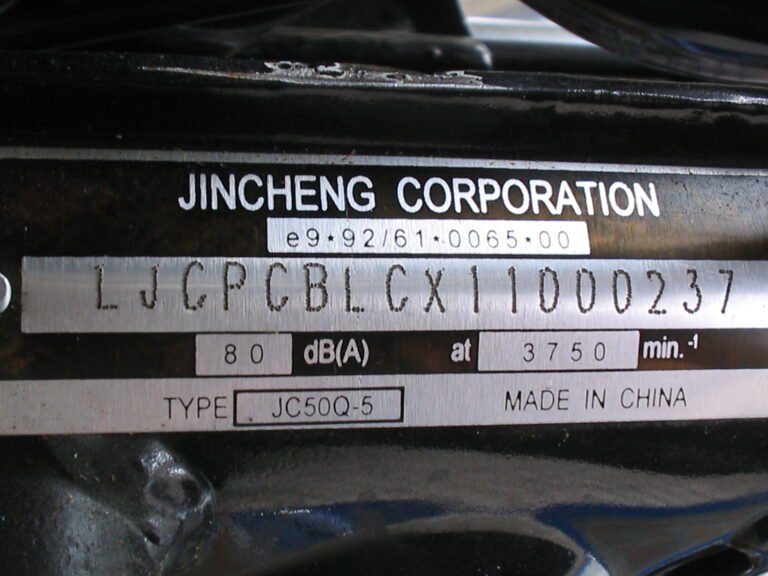 JINCHENG CORPORATION
e9*92/61*0065*00
LJCPCBLCX11000237
80 dB(A) at 3750 min.-1
TYPE JC50Q-5 MADE IN CHINA